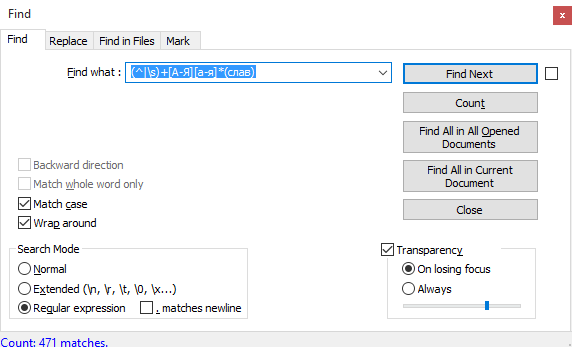 Find
x
Find Replace Find in Files Mark
Find what : (^|\s)+[А-Я][а-я]*(слав)
Find Next
Count
Find All in All Opened
Documents
Find All in Current
Document
Close
Backward direction
Match whole word only
Match case
Wrap around
Search Mode
Normal
Extended (\n, \r, \t, \0, \x...)
Regular expression . matches newline
Transparency
On losing focus
Always
Count: 471 matches.